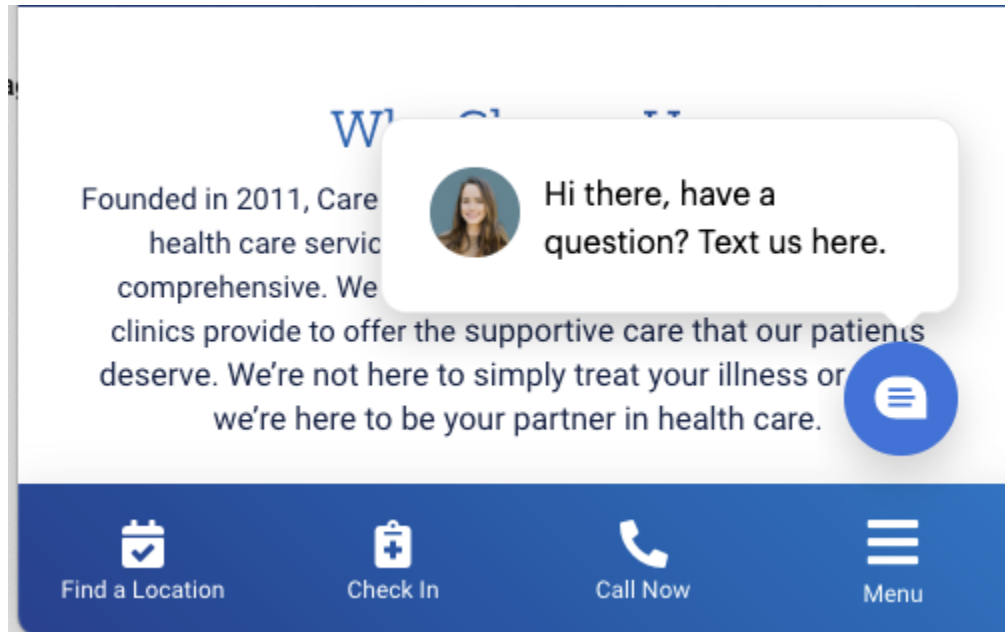 Founded in 2011, Care
health care
comprehensive. We
clinics provide to offer the supportive care that our patients
deserve. We’re not here to simply treat your illness or
we’re here to be your partner in health care.
Hi there, have a
question? Text us here.
Find a Location
Check In
Call Now
Menu